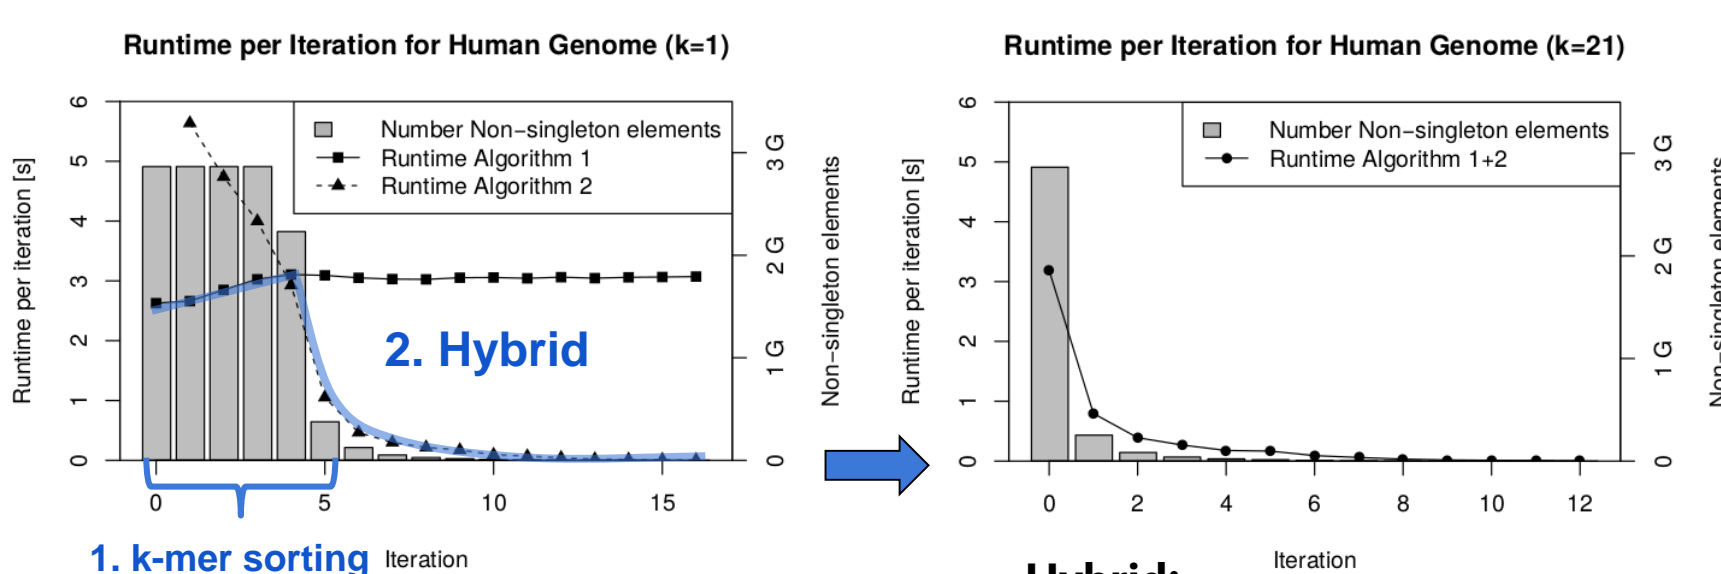 Runtime per Iteration for Human Genome (k=1)
6
5
4
3
2
1
0
Runtime per iteration [s]
Number Non−singleton elements
Runtime Algorithm 1
Runtime Algorithm 2
3 G
2 G
1 G
0
Non−singleton elements
2. Hybrid
0
5
10
15
1. k-mer sorting
Iteration
Runtime per Iteration for Human Genome (k=21)
6
5
4
3
2
1
0
Runtime per iteration [s]
Number Non−singleton elements
Runtime Algorithm 1+2
3 G
2 G
1 G
0
Non−singleton elements
0
2
4
6
8
10
12
Iteration
Hybrid: